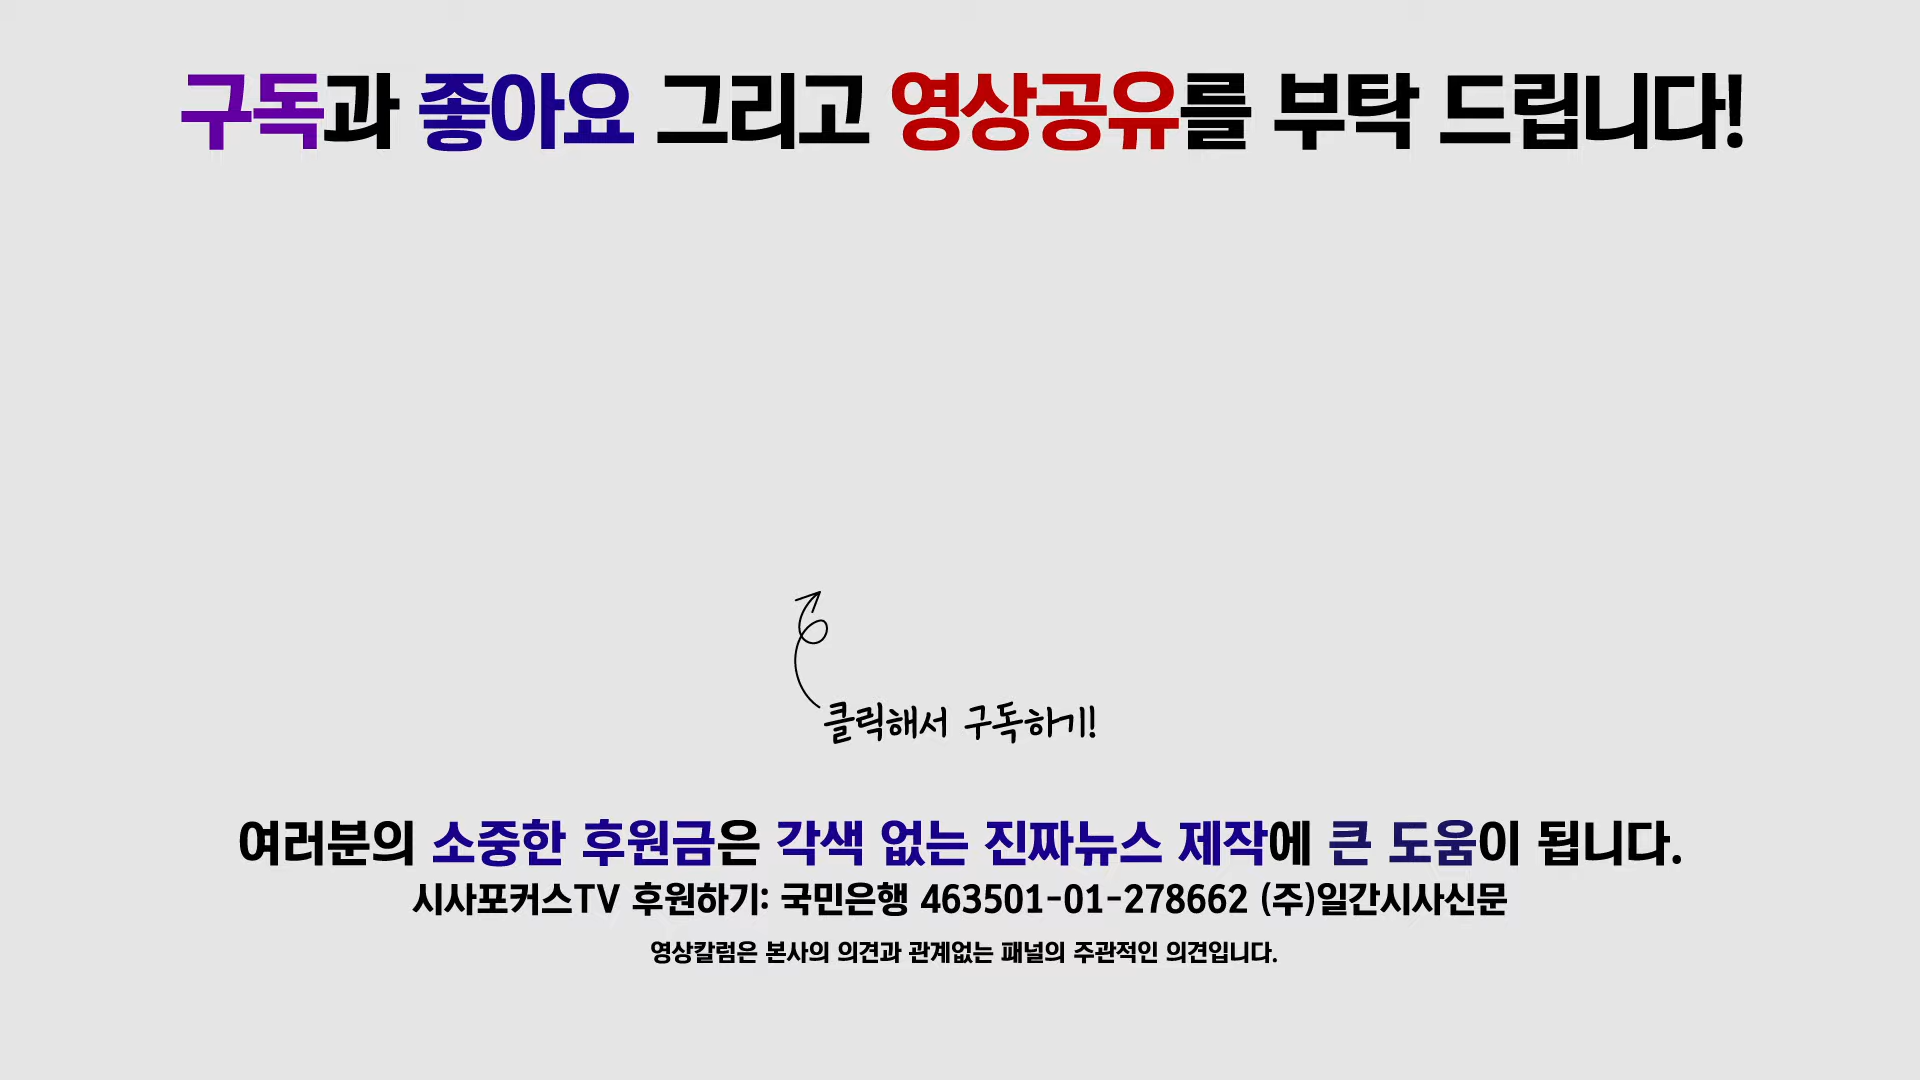 구독과 좋아요 그리고 영상공유를 부탁 드립니다!
클릭해서 구독하기!
여러분의 소중한 후원금은 각색 없는 진짜뉴스 제작에 큰 도움이 됩니다.
시사포커스TV 후원하기: 국민은행 463501-01-278662 (주)일간시사신문
영상칼럼은 본사의 의견과 관계없는 패널의 주관적인 의견입니다.